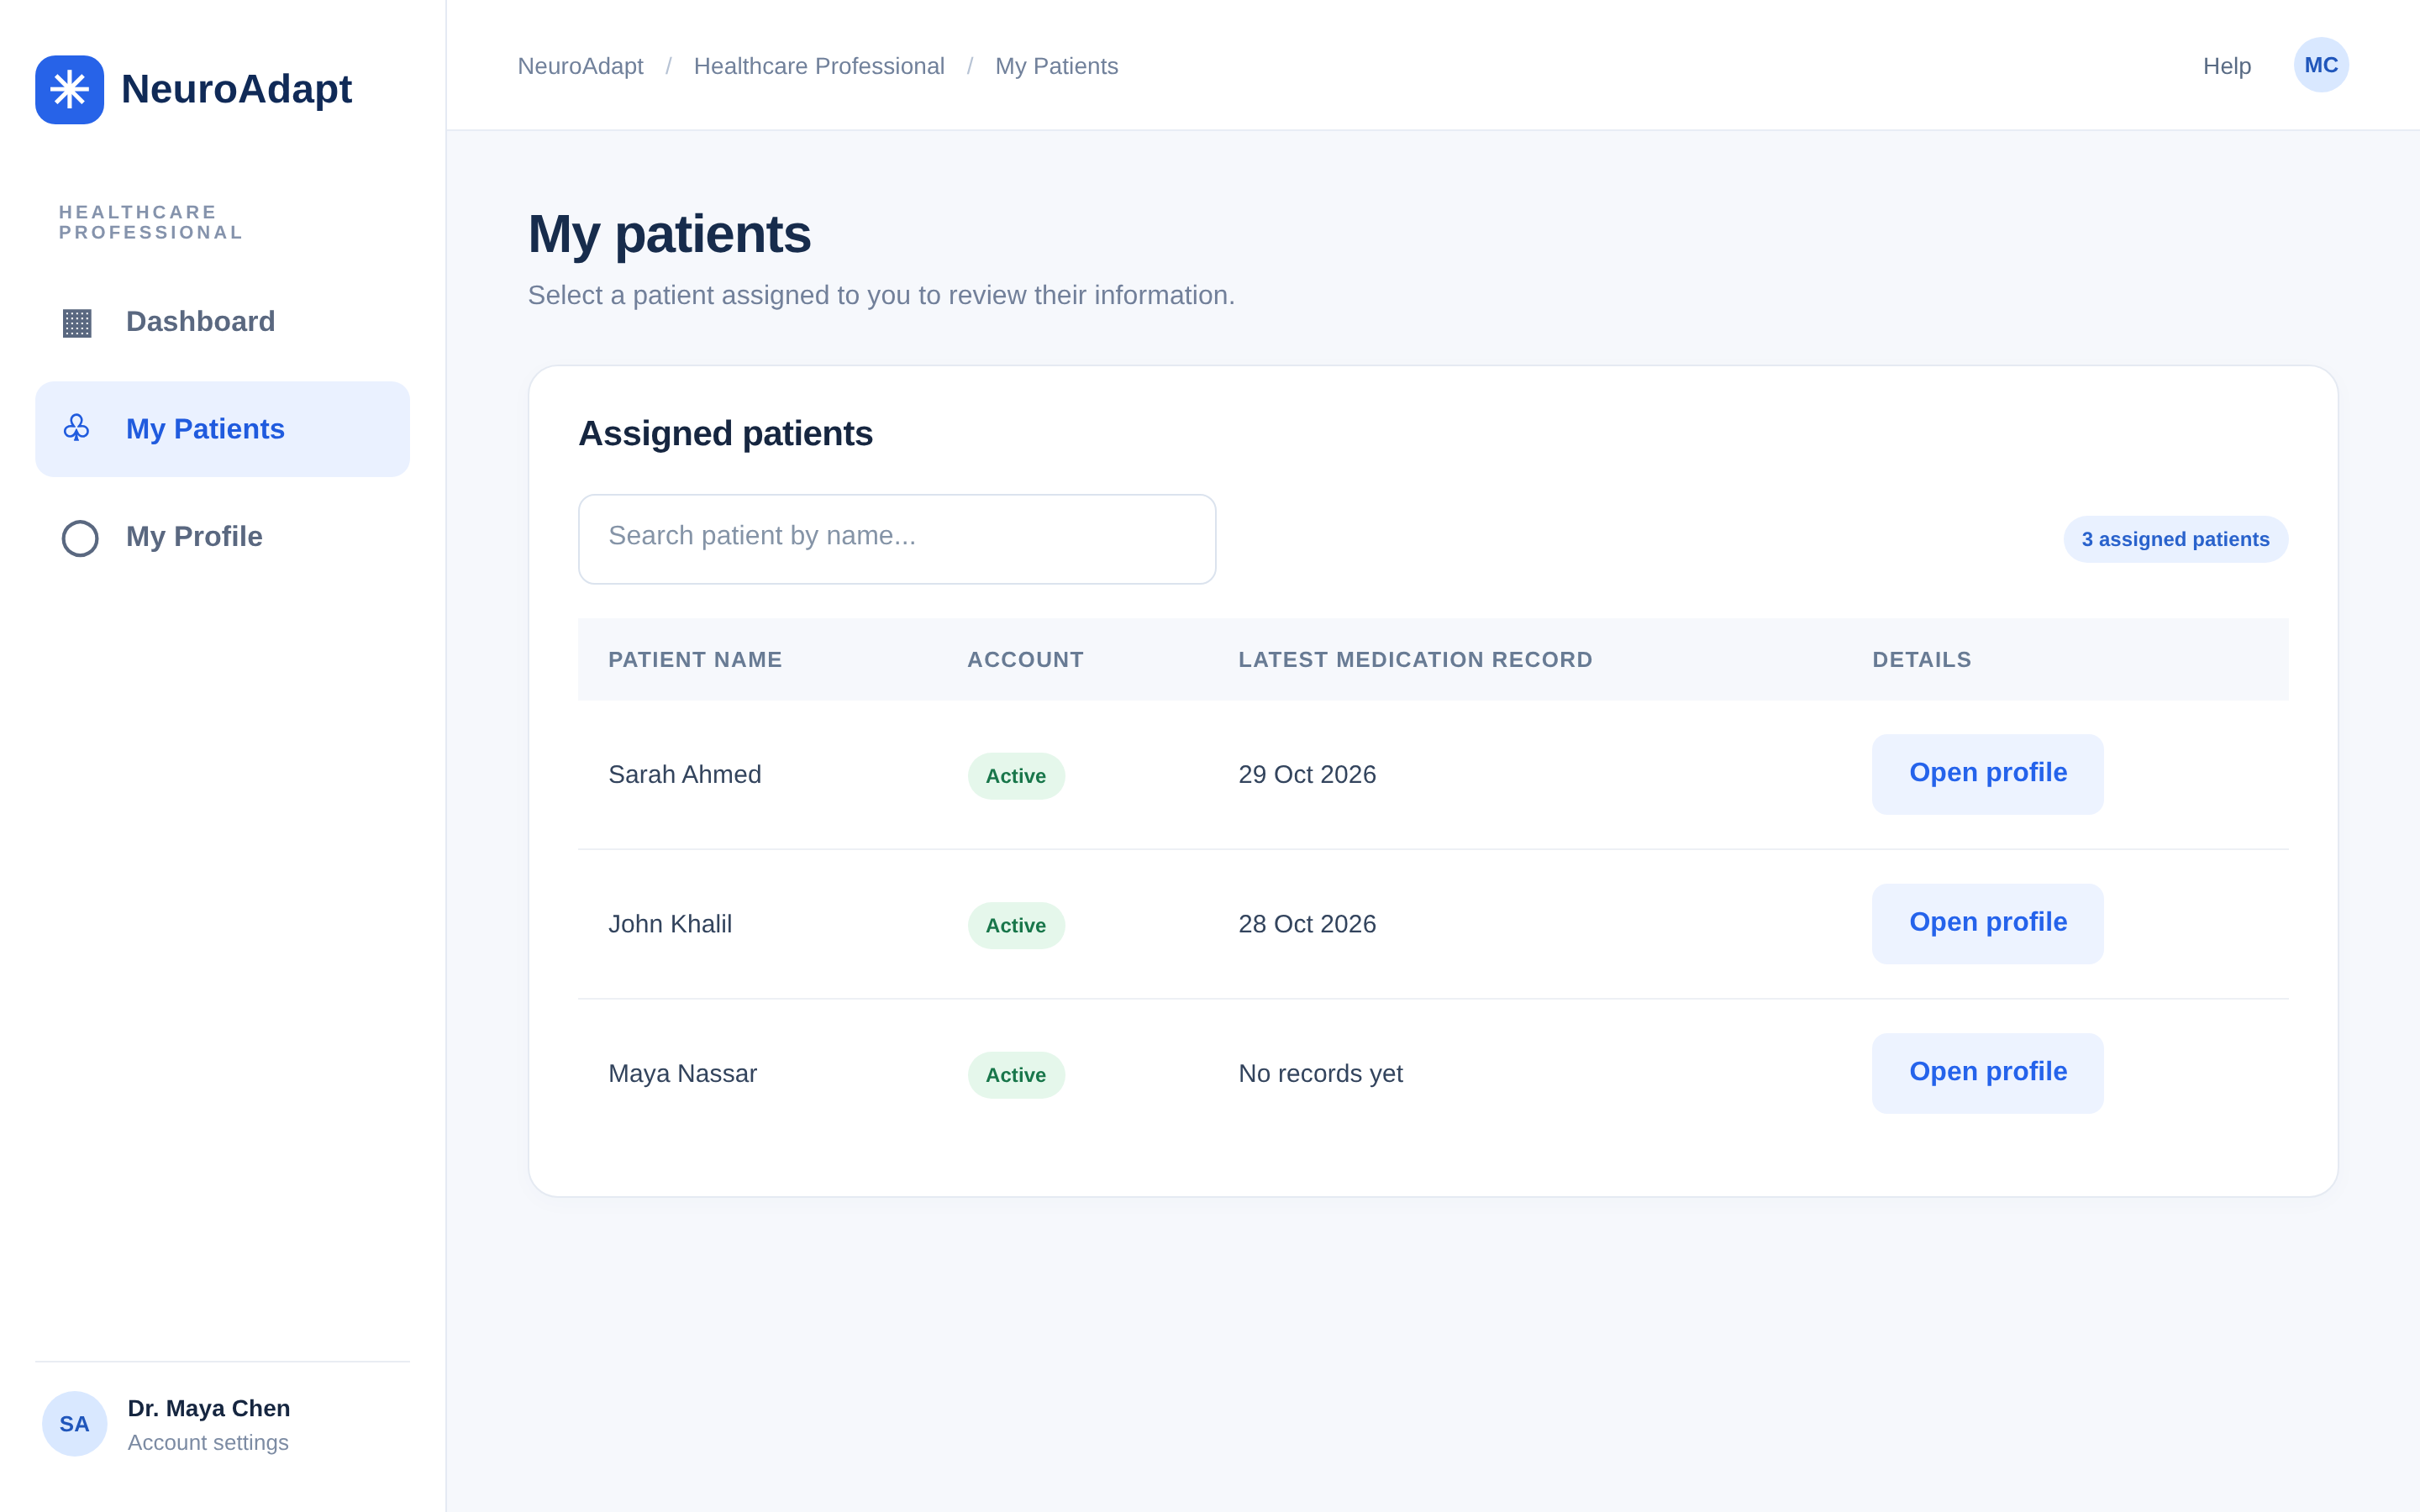 NeuroAdapt
HEALTHCARE
PROFESSIONAL
Dashboard
My Patients
My Profile
Dr. Maya Chen
Account settings
SA
NeuroAdapt / Healthcare Professional / My Patients
Help
MC
My patients
Select a patient assigned to you to review their information.
Assigned patients
Search patient by name...
3 assigned patients
PATIENT NAME ACCOUNT LATEST MEDICATION RECORD DETAILS
Sarah Ahmed Active 29 Oct 2026 Open profile
John Khalil Active 28 Oct 2026 Open profile
Maya Nassar Active No records yet Open profile